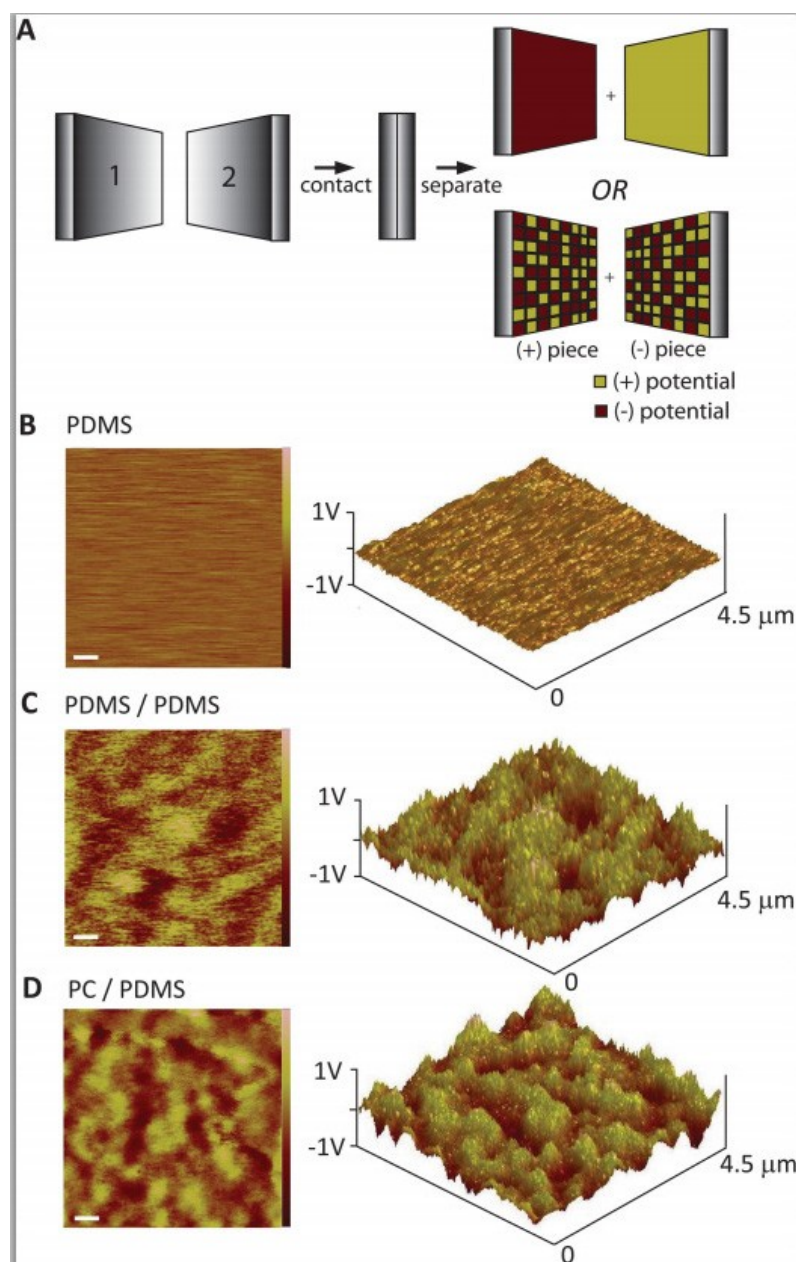 A
1
2
contact
separate
+
OR
+
(+) piece
(-) piece
(+) potential
(-) potential
B PDMS
1V
-1V
4.5 μm
0
C PDMS / PDMS
1V
-1V
4.5 μm
0
D PC / PDMS
1V
-1V
4.5 μm
0